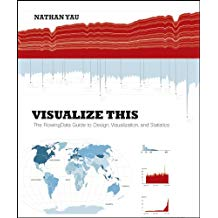 NATHAN YAU
VISUALIZE THIS
The FlowingData Guide to Design, Visualization, and Statistics